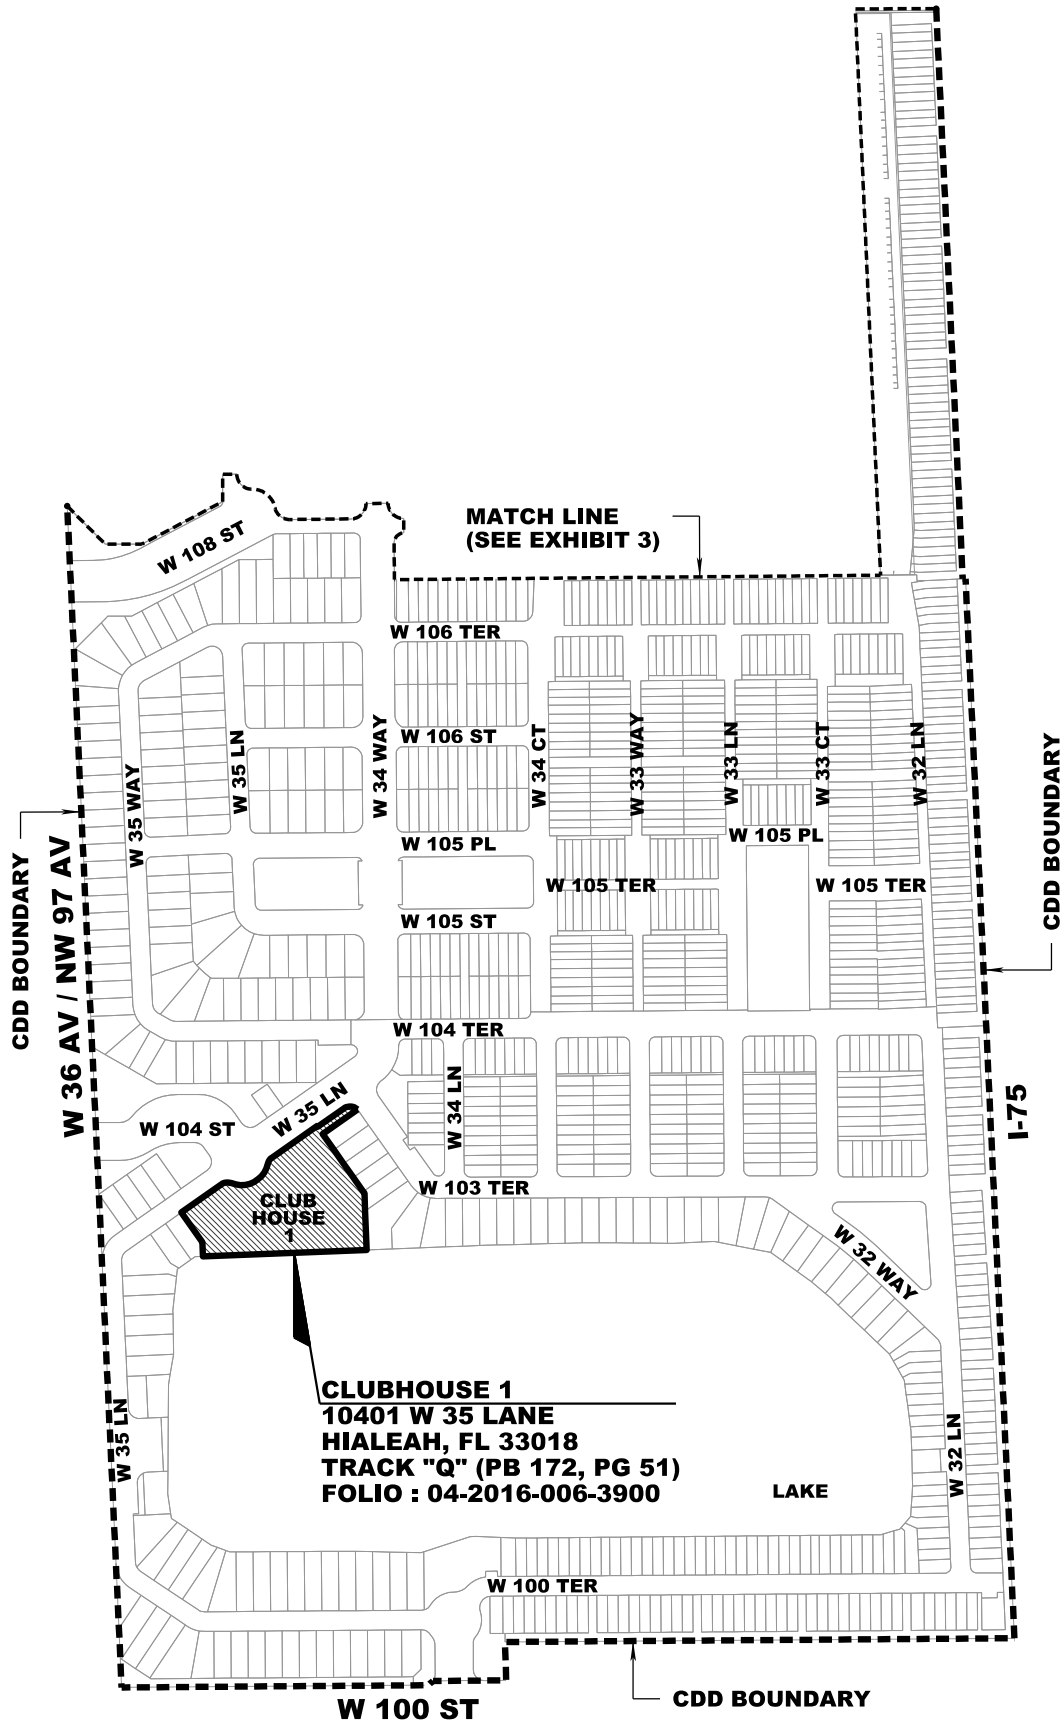 MATCH LINE
(SEE EXHIBIT 3)
W 108 ST
W 106 TER
W 106 ST
W 35 LN
W 34 WAY
W 34 CT
W 33 WAY
W 33 LN
W 33 CT
W 32 LN
W 35 WAY
CDD BOUNDARY
W 36 AV / NW 97 AV
CDD BOUNDARY
W 105 PL
W 105 PL
W 105 TER
W 105 TER
W 105 ST
W 104 TER
W 34 LN
W 35 LN
W 104 ST
I-75
W 103 TER
CLUB
HOUSE
1
W 32 WAY
CLUBHOUSE 1
10401 W 35 LANE
HIALEAH, FL 33018
TRACK "Q" (PB 172, PG 51)
FOLIO : 04-2016-006-3900
W 35 LN
W 32 LN
LAKE
W 100 TER
CDD BOUNDARY
W 100 ST